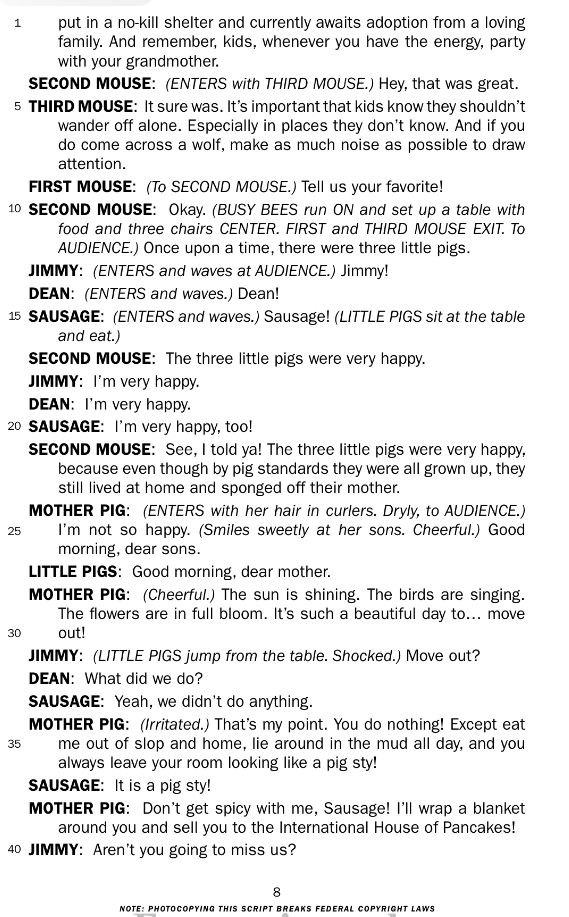 1 put in a no-kill shelter and currently awaits adoption from a loving
family. And remember, kids, whenever you have the energy, party
with your grandmother.
SECOND MOUSE: (ENTERS with THIRD MOUSE.) Hey, that was great.
5 THIRD MOUSE: It sure was. It's important that kids know they shouldn't
wander off alone. Especially in places they don't know. And if you
do come across a wolf, make as much noise as possible to draw
attention.
FIRST MOUSE: (To SECOND MOUSE.) Tell us your favorite!
10 SECOND MOUSE: Okay. (BUSY BEES run ON and set up a table with
food and three chairs CENTER. FIRST and THIRD MOUSE EXIT. To
AUDIENCE.) Once upon a time, there were three little pigs.
JIMMY: (ENTERS and waves at AUDIENCE.) Jimmy!
DEAN: (ENTERS and waves.) Dean!
15 SAUSAGE: (ENTERS and waves.) Sausage! (LITTLE PIGS sit at the table
and eat.)
SECOND MOUSE: The three little pigs were very happy.
JIMMY: I'm very happy.
DEAN: I'm very happy.
20 SAUSAGE: I'm very happy, too!
SECOND MOUSE: See, I told ya! The three little pigs were very happy,
because even though by pig standards they were all grown up, they
still lived at home and sponged off their mother.
MOTHER PIG: (ENTERS with her hair in curlers. Dryly, to AUDIENCE.)
25 I'm not so happy. (Smiles sweetly at her sons. Cheerful.) Good
morning, dear sons.
LITTLE PIGS: Good morning, dear mother.
MOTHER PIG: (Cheerful.) The sun is shining. The birds are singing.
The flowers are in full bloom. It's such a beautiful day to… move
30 out!
JIMMY: (LITTLE PIGS jump from the table. Shocked.) Move out?
DEAN: What did we do?
SAUSAGE: Yeah, we didn't do anything.
MOTHER PIG: (Irritated.) That's my point. You do nothing! Except eat
35 me out of slop and home, lie around in the mud all day, and you
always leave your room looking like a pig sty!
SAUSAGE: It is a pig sty!
MOTHER PIG: Don't get spicy with me, Sausage! I'll wrap a blanket
around you and sell you to the International House of Pancakes!
40 JIMMY: Aren't you going to miss us?
8
NOTE: PHOTOCOPYING THIS SCRIPT BREAKS FEDERAL COPYRIGHT LAWS